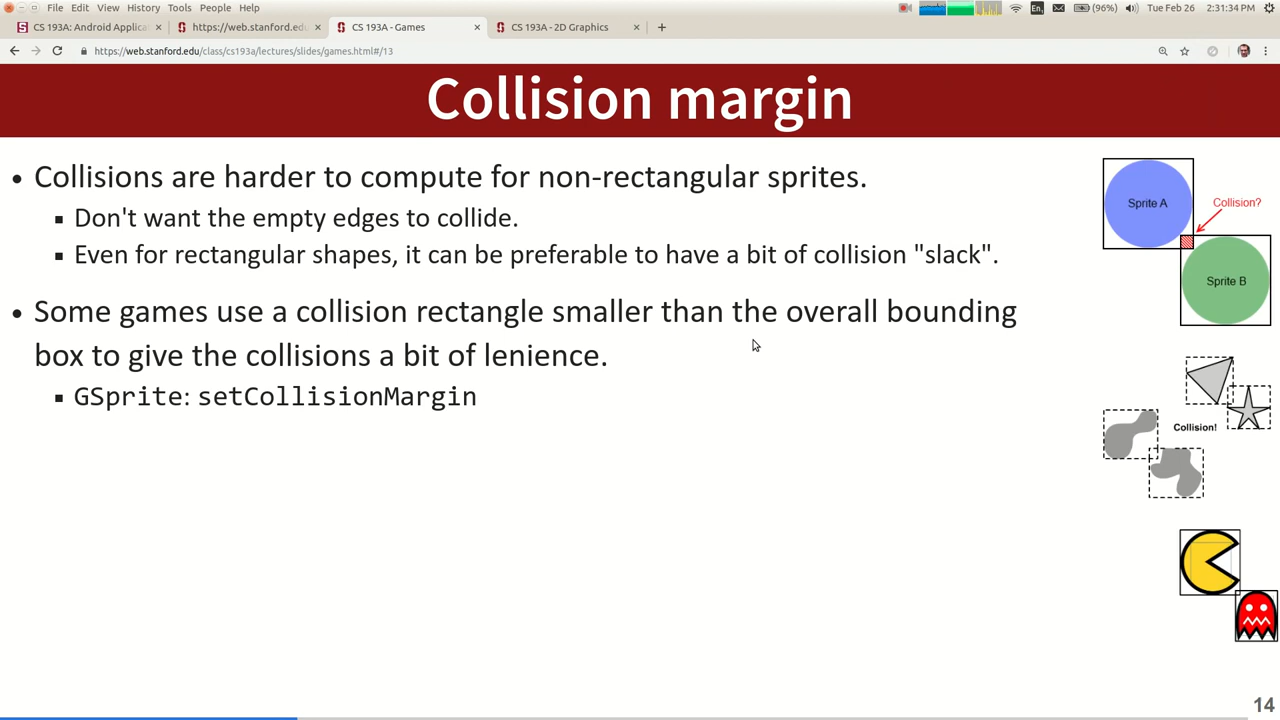 File Edit View History Tools People Help
En
(96%)
Tue Feb 26 2:31:34 PM
CS 193A: Android Applica
https://web.stanford.edu
CS 193A - Games
CS 193A - 2D Graphics
https://web.stanford.edu/class/cs193a/lectures/slides/games.html#/13
Collision margin
• Collisions are harder to compute for non-rectangular sprites.
▪ Don't want the empty edges to collide.
▪ Even for rectangular shapes, it can be preferable to have a bit of collision "slack".
• Some games use a collision rectangle smaller than the overall bounding
box to give the collisions a bit of lenience.
▪ GSprite: setCollisionMargin
Sprite A
Collision?
Sprite B
Collision!
14